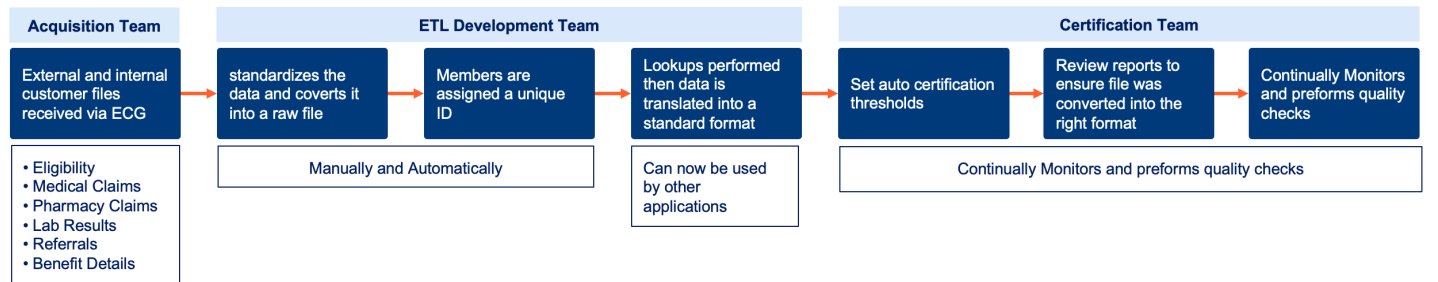 Acquisition Team
External and internal
customer files
received via ECG
• Eligibility
• Medical Claims
• Pharmacy Claims
• Lab Results
• Referrals
• Benefit Details
ETL Development Team
standardizes the
data and coverts it
into a raw file
Members are
assigned a unique
ID
Manually and Automatically
Lookups performed
then data is
translated into a
standard format
Can now be used
by other
applications
Certification Team
Set auto certification
thresholds
Review reports to
ensure file was
converted into the
right format
Continually Monitors
and preforms quality
checks
Continually Monitors and preforms quality checks